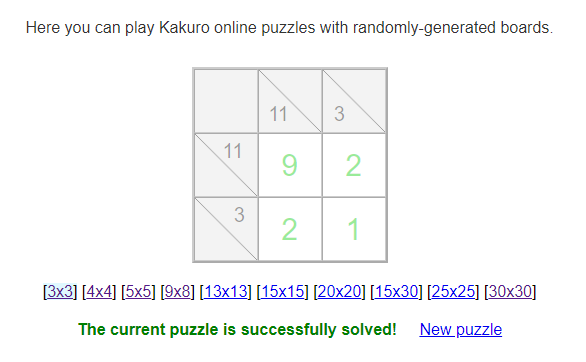 Here you can play Kakuro online puzzles with randomly-generated boards.
11 3
11 9 2
3 2 1
[3x3] [4x4] [5x5] [9x8] [13x13] [15x15] [20x20] [15x30] [25x25] [30x30]
The current puzzle is successfully solved! New puzzle